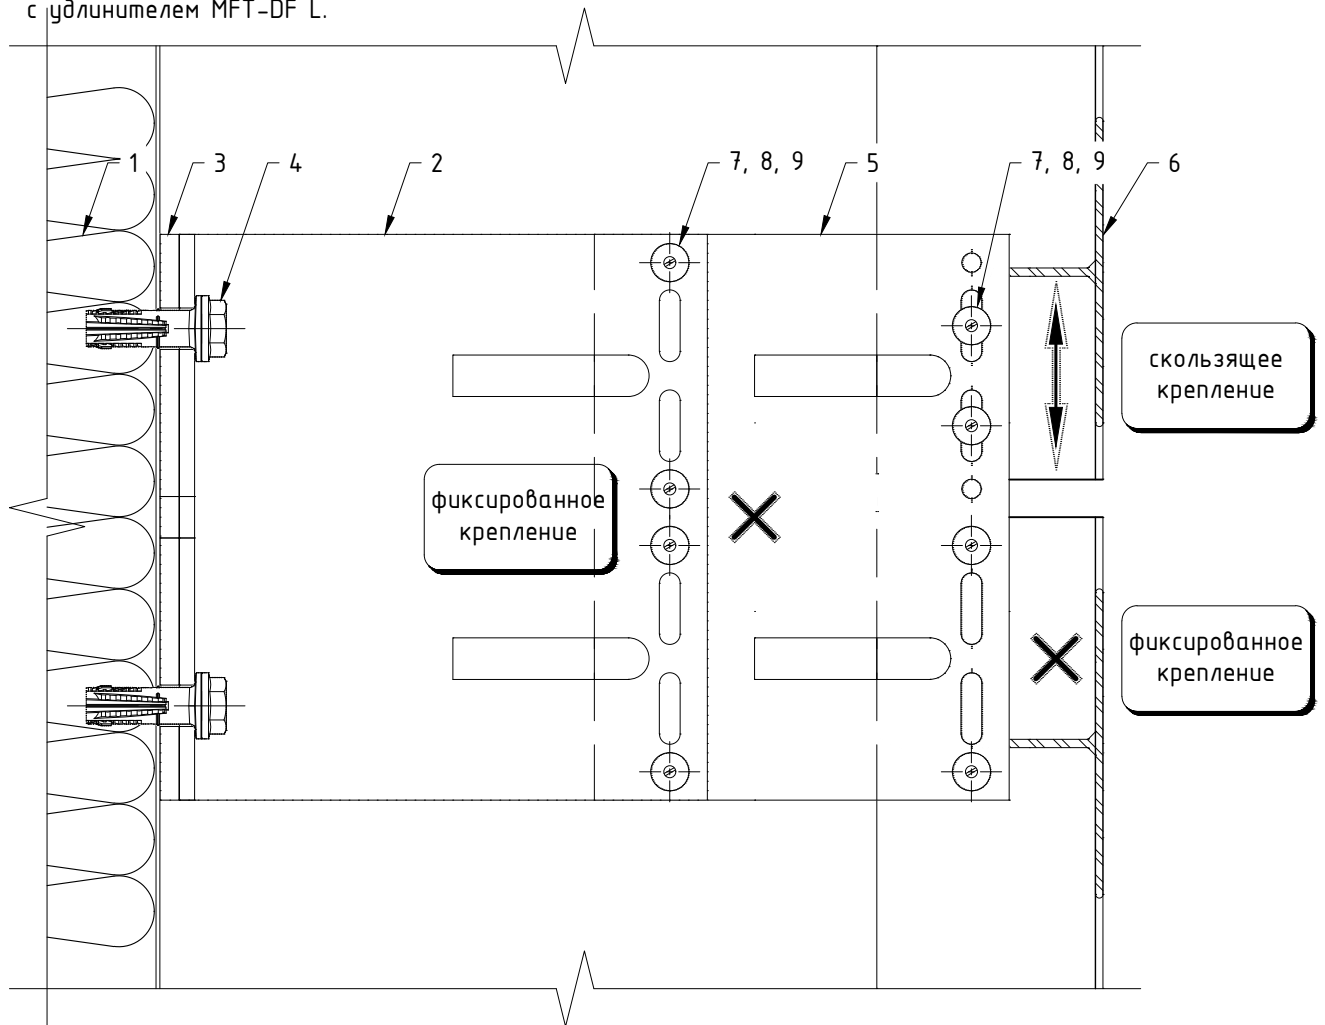 с удлинителем MFT-DF L.
1
3
4
2
7, 8, 9
5
7, 8, 9
6
скользящее
крепление
фиксированное
крепление
фиксированное
крепление